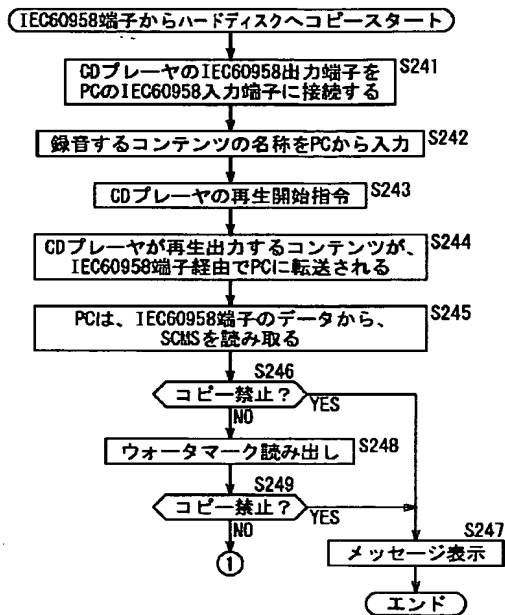 IEC60958端子からハードディスクへコピースタート
CDプレーヤのIEC60958出力端子を
PCのIEC60958入力端子に接続する
S241
録音するコンテンツの名称をPCから入力
S242
CDプレーヤの再生開始指令
S243
CDプレーヤが再生出力するコンテンツが、
IEC60958端子経由でPCに転送される
S244
PCは、IEC60958端子のデータから、
SCMSを読み取る
S245
S246
コピー禁止?
YES
NO
ウォータマーク読み出し
S248
S249
コピー禁止?
YES
NO
①
S247
メッセージ表示
エンド